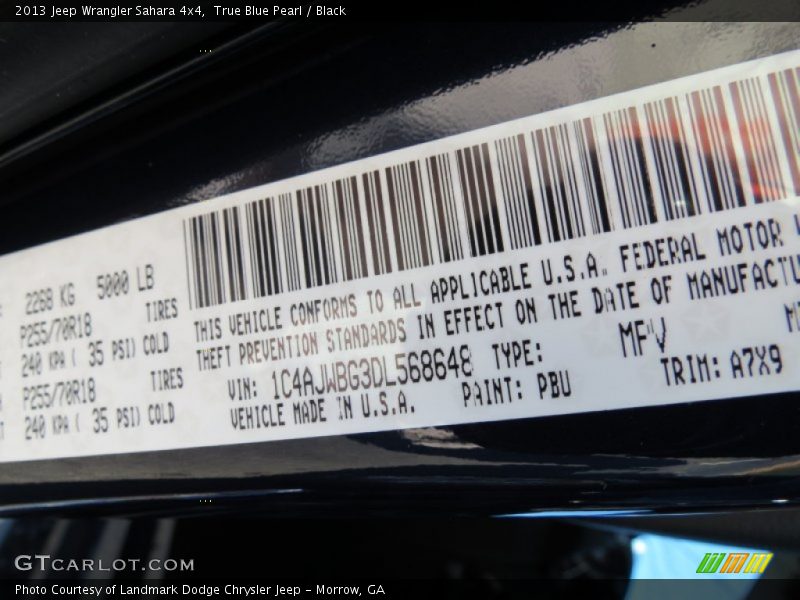 2013 Jeep Wrangler Sahara 4x4, True Blue Pearl / Black
2268 KG 5000 LB
P255/70R18 TIRES
240 KPA ( 35 PSI) COLD
P255/70R18 TIRES
240 KPA ( 35 PSI) COLD
THIS VEHICLE CONFORMS TO ALL APPLICABLE U.S.A. FEDERAL MOTOR
THEFT PREVENTION STANDARDS IN EFFECT ON THE DATE OF MANUFACTU
VIN: 1C4AJWBG3DL568648 TYPE: MPV
VEHICLE MADE IN U.S.A. PAINT: PBU TRIM: A7X9
GTCARLOT.COM
Photo Courtesy of Landmark Dodge Chrysler Jeep - Morrow, GA